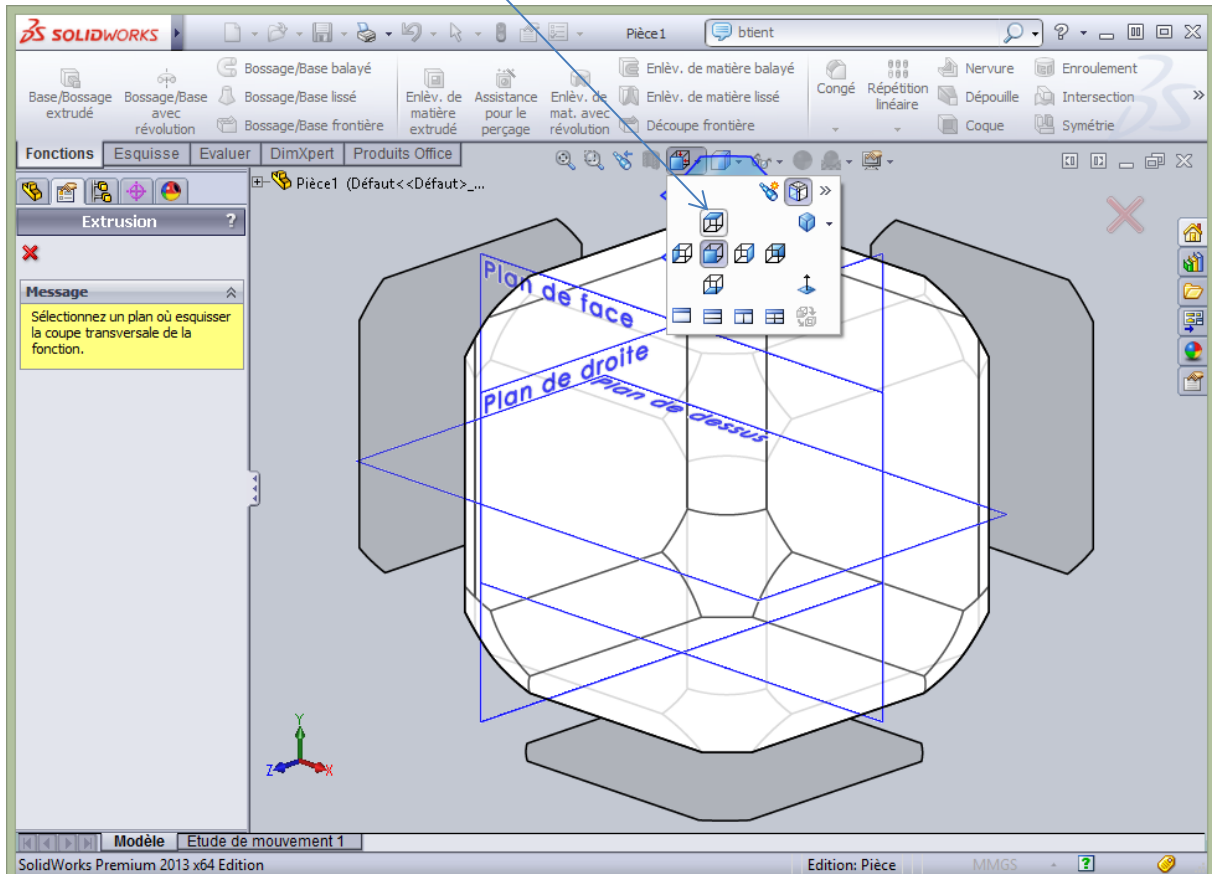 SOLIDWORKS
Pièce1
btient
Base/Bossage
extrudé
Bossage/Base
avec
révolution
Bossage/Base balayé
Bossage/Base lissé
Bossage/Base frontière
Enlèv. de
matière
extrudé
Assistance
pour le
perçage
Enlèv. de
mat. avec
révolution
Enlèv. de matière balayé
Enlèv. de matière lissé
Découpe frontière
Congé
Répétition
linéaire
Nervure
Dépouille
Coque
Enroulement
Intersection
Symétrie
Fonctions Esquisse Evaluer DimXpert Produits Office
Pièce1 (Défaut<<Défaut>_...
Extrusion ?
Message
Sélectionnez un plan où esquisser
la coupe transversale de la
fonction.
Plan de face
Plan de droite
Plan de dessus
Y
Z X
Modèle Etude de mouvement 1
SolidWorks Premium 2013 x64 Edition Edition: Pièce MMGS